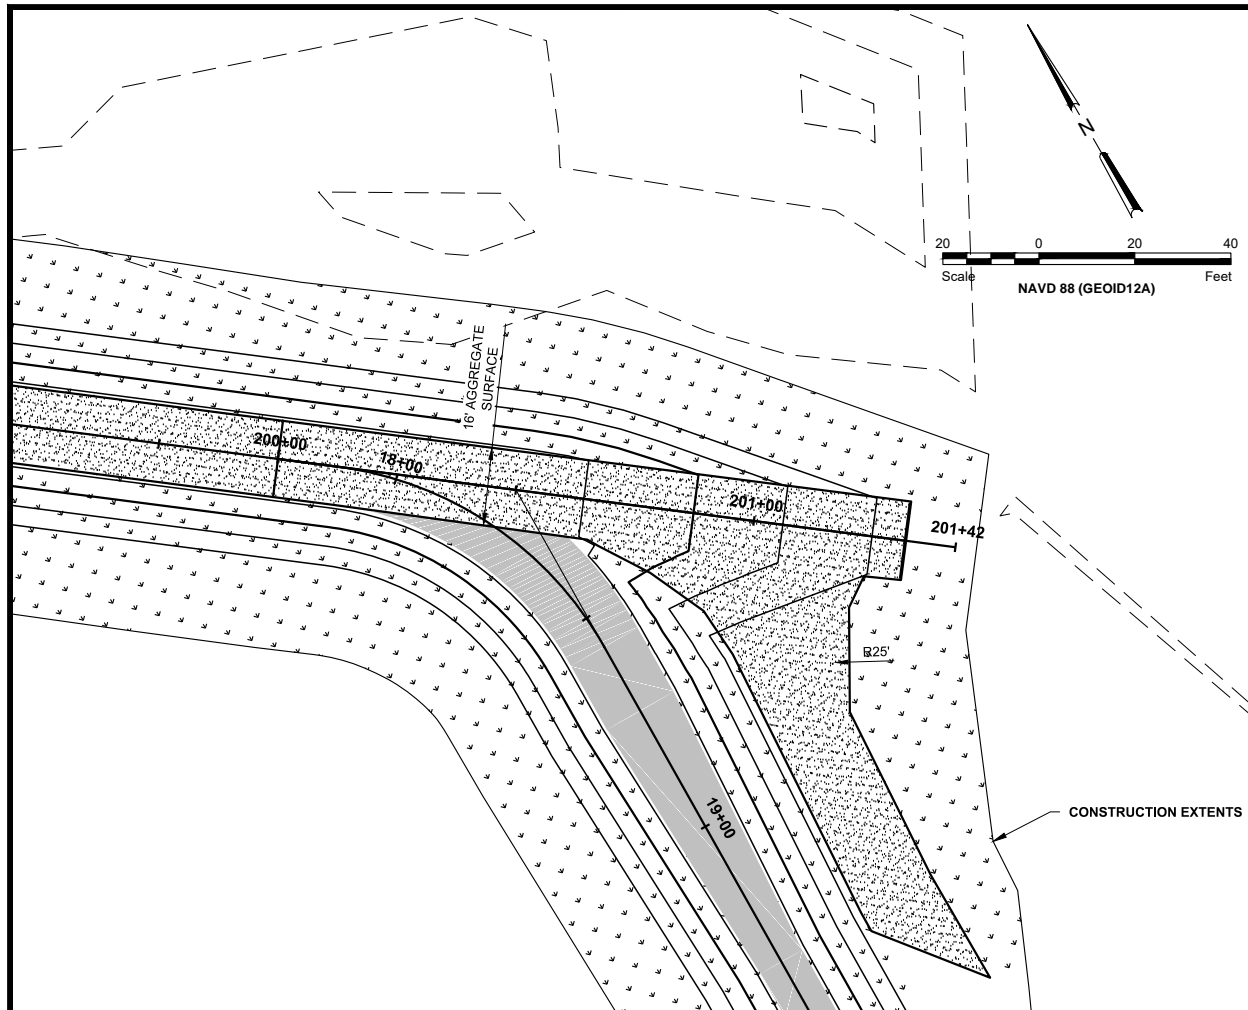 N
20 0 20 40
Scale Feet
NAVD 88 (GEOID12A)
16' AGGREGATE
SURFACE
200+00
18+00
201+00
201+42
R25'
19+00
CONSTRUCTION EXTENTS